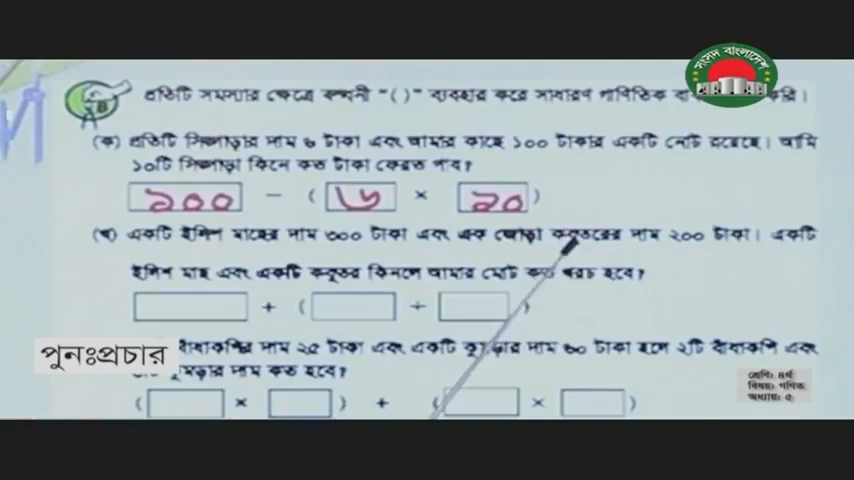 সংসদ বাংলাদেশ
প্রতিটি সমস্যার ক্ষেত্রে বন্ধনী "( )" ব্যবহার করে সাধারণ গাণিতিক করি।
(ক) প্রতিটি সিঙ্গাড়ার দাম ৬ টাকা এবং আমার কাছে ১০০ টাকার একটি নোট রয়েছে। আমি
১০টি সিঙ্গাড়া কিনে কত টাকা ফেরত পাব?
১০০ - ( ৬ × ১০ )
(খ) একটি ইলিশ মাছের দাম ৩০০ টাকা এবং এক জোড়া কবুতরের দাম ২০০ টাকা। একটি
ইলিশ মাছ এবং একটি কবুতর কিনলে আমার মোট কত খরচ হবে?
+ ( ÷ )
পুনঃপ্রচার
বাঁধাকপির দাম ২৫ টাকা এবং একটি কুমড়ার দাম ৬০ টাকা হলে ২টি বাঁধাকপি এবং
কুমড়ার দাম কত হবে?
( × ) + ( × )
শ্রেণি: ৪র্থ
বিষয়: গণিত
অধ্যায়: ৫